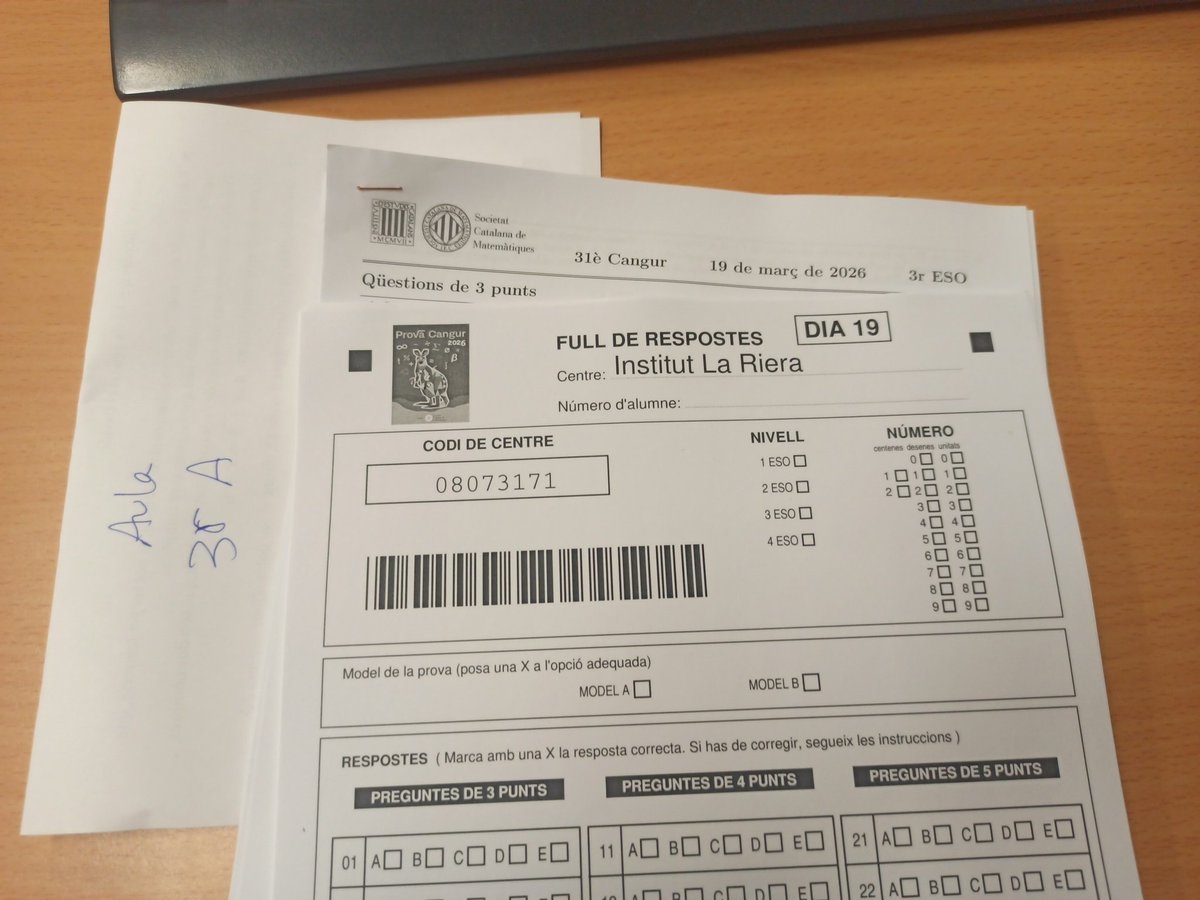 Societat
Catalana de
Matemàtiques
31è Cangur 19 de març de 2026 3r ESO
Qüestions de 3 punts
Prova Cangur
2026
FULL DE RESPOSTES DIA 19
Centre: Institut La Riera
Número d'alumne:
CODI DE CENTRE
08073171
NIVELL
1 ESO
2 ESO
3 ESO
4 ESO
NÚMERO
centenes desenes unitats
0 0
1 1 1
2 2 2
3 3
4 4
5 5
6 6
7 7
8 8
9 9
Model de la prova (posa una X a l'opció adequada)
MODEL A MODEL B
RESPOSTES ( Marca amb una X la resposta correcta. Si has de corregir, segueix les instruccions )
PREGUNTES DE 3 PUNTS PREGUNTES DE 4 PUNTS PREGUNTES DE 5 PUNTS
01 A B C D E 11 A B C D E 21 A B C D E
22 A B C D E
Aula
3r A